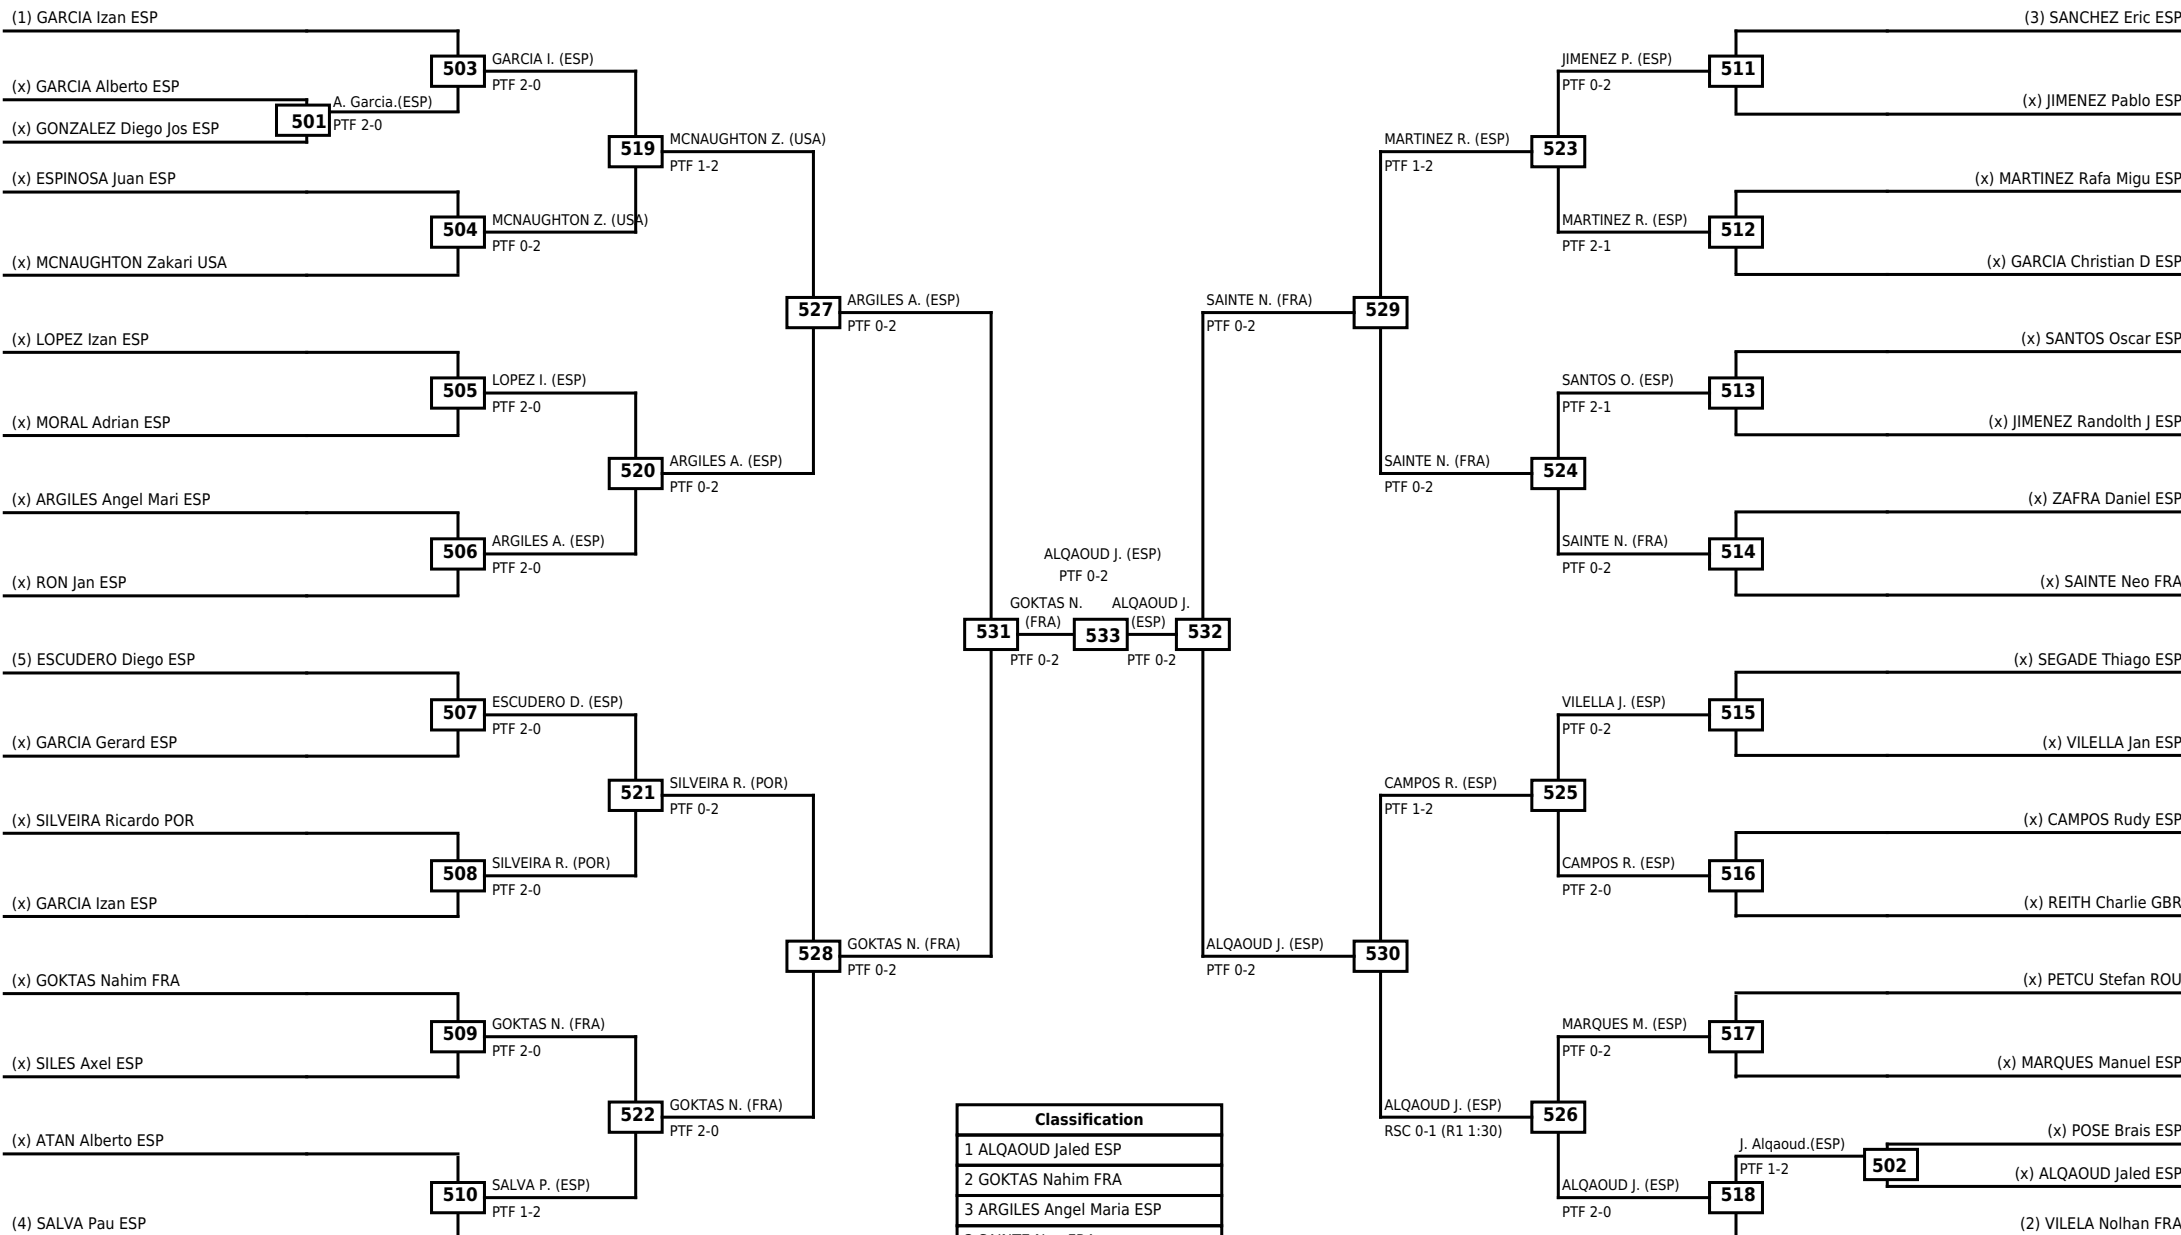 (1) GARCIA Izan ESP
(x) GARCIA Alberto ESP
(x) GONZALEZ Diego Jos ESP
(x) ESPINOSA Juan ESP
(x) MCNAUGHTON Zakari USA
(x) LOPEZ Izan ESP
(x) MORAL Adrian ESP
(x) ARGILES Angel Mari ESP
(x) RON Jan ESP
(5) ESCUDERO Diego ESP
(x) GARCIA Gerard ESP
(x) SILVEIRA Ricardo POR
(x) GARCIA Izan ESP
(x) GOKTAS Nahim FRA
(x) SILES Axel ESP
(x) ATAN Alberto ESP
(4) SALVA Pau ESP
501
A. Garcia.(ESP)
PTF 2-0
503
GARCIA I. (ESP)
PTF 2-0
504
MCNAUGHTON Z. (USA)
PTF 0-2
505
LOPEZ I. (ESP)
PTF 2-0
506
ARGILES A. (ESP)
PTF 2-0
507
ESCUDERO D. (ESP)
PTF 2-0
508
SILVEIRA R. (POR)
PTF 2-0
509
GOKTAS N. (FRA)
PTF 2-0
510
SALVA P. (ESP)
PTF 1-2
519
MCNAUGHTON Z. (USA)
PTF 1-2
520
ARGILES A. (ESP)
PTF 0-2
521
SILVEIRA R. (POR)
PTF 0-2
522
GOKTAS N. (FRA)
PTF 2-0
527
ARGILES A. (ESP)
PTF 0-2
528
GOKTAS N. (FRA)
PTF 0-2
ALQAOUD J. (ESP)
PTF 0-2
531
GOKTAS N.
(FRA)
PTF 0-2
533
ALQAOUD J.
(ESP)
PTF 0-2
532
SAINTE N. (FRA)
PTF 0-2
529
ALQAOUD J. (ESP)
PTF 0-2
530
MARTINEZ R. (ESP)
PTF 1-2
523
SAINTE N. (FRA)
PTF 0-2
524
CAMPOS R. (ESP)
PTF 1-2
525
ALQAOUD J. (ESP)
RSC 0-1 (R1 1:30)
526
JIMENEZ P. (ESP)
PTF 0-2
511
MARTINEZ R. (ESP)
PTF 2-1
512
SANTOS O. (ESP)
PTF 2-1
513
SAINTE N. (FRA)
PTF 0-2
514
VILELLA J. (ESP)
PTF 0-2
515
CAMPOS R. (ESP)
PTF 2-0
516
MARQUES M. (ESP)
PTF 0-2
517
ALQAOUD J. (ESP)
PTF 2-0
518
J. Alqaoud.(ESP)
PTF 1-2
502
(3) SANCHEZ Eric ESP
(x) JIMENEZ Pablo ESP
(x) MARTINEZ Rafa Migu ESP
(x) GARCIA Christian D ESP
(x) SANTOS Oscar ESP
(x) JIMENEZ Randolth J ESP
(x) ZAFRA Daniel ESP
(x) SAINTE Neo FRA
(x) SEGADE Thiago ESP
(x) VILELLA Jan ESP
(x) CAMPOS Rudy ESP
(x) REITH Charlie GBR
(x) PETCU Stefan ROU
(x) MARQUES Manuel ESP
(x) POSE Brais ESP
(x) ALQAOUD Jaled ESP
(2) VILELA Nolhan FRA
Classification
1 ALQAOUD Jaled ESP
2 GOKTAS Nahim FRA
3 ARGILES Angel Maria ESP